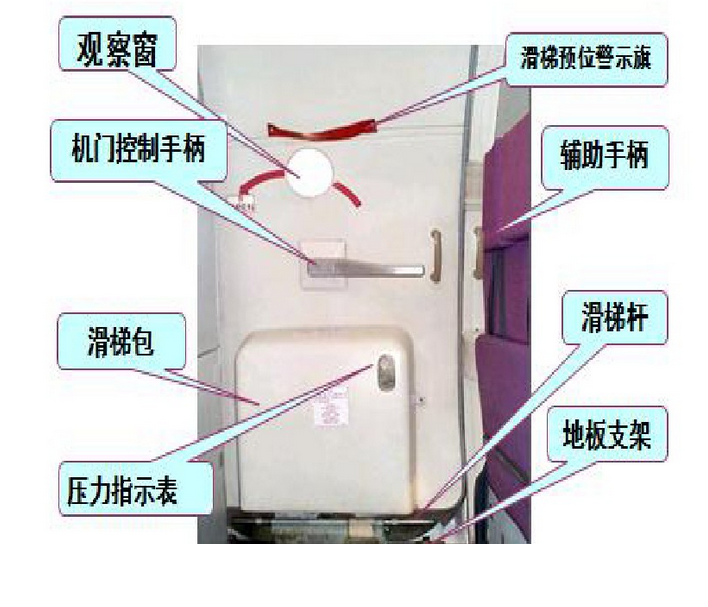 观察窗
滑梯预位警示旗
机门控制手柄
辅助手柄
滑梯杆
滑梯包
地板支架
压力指示表